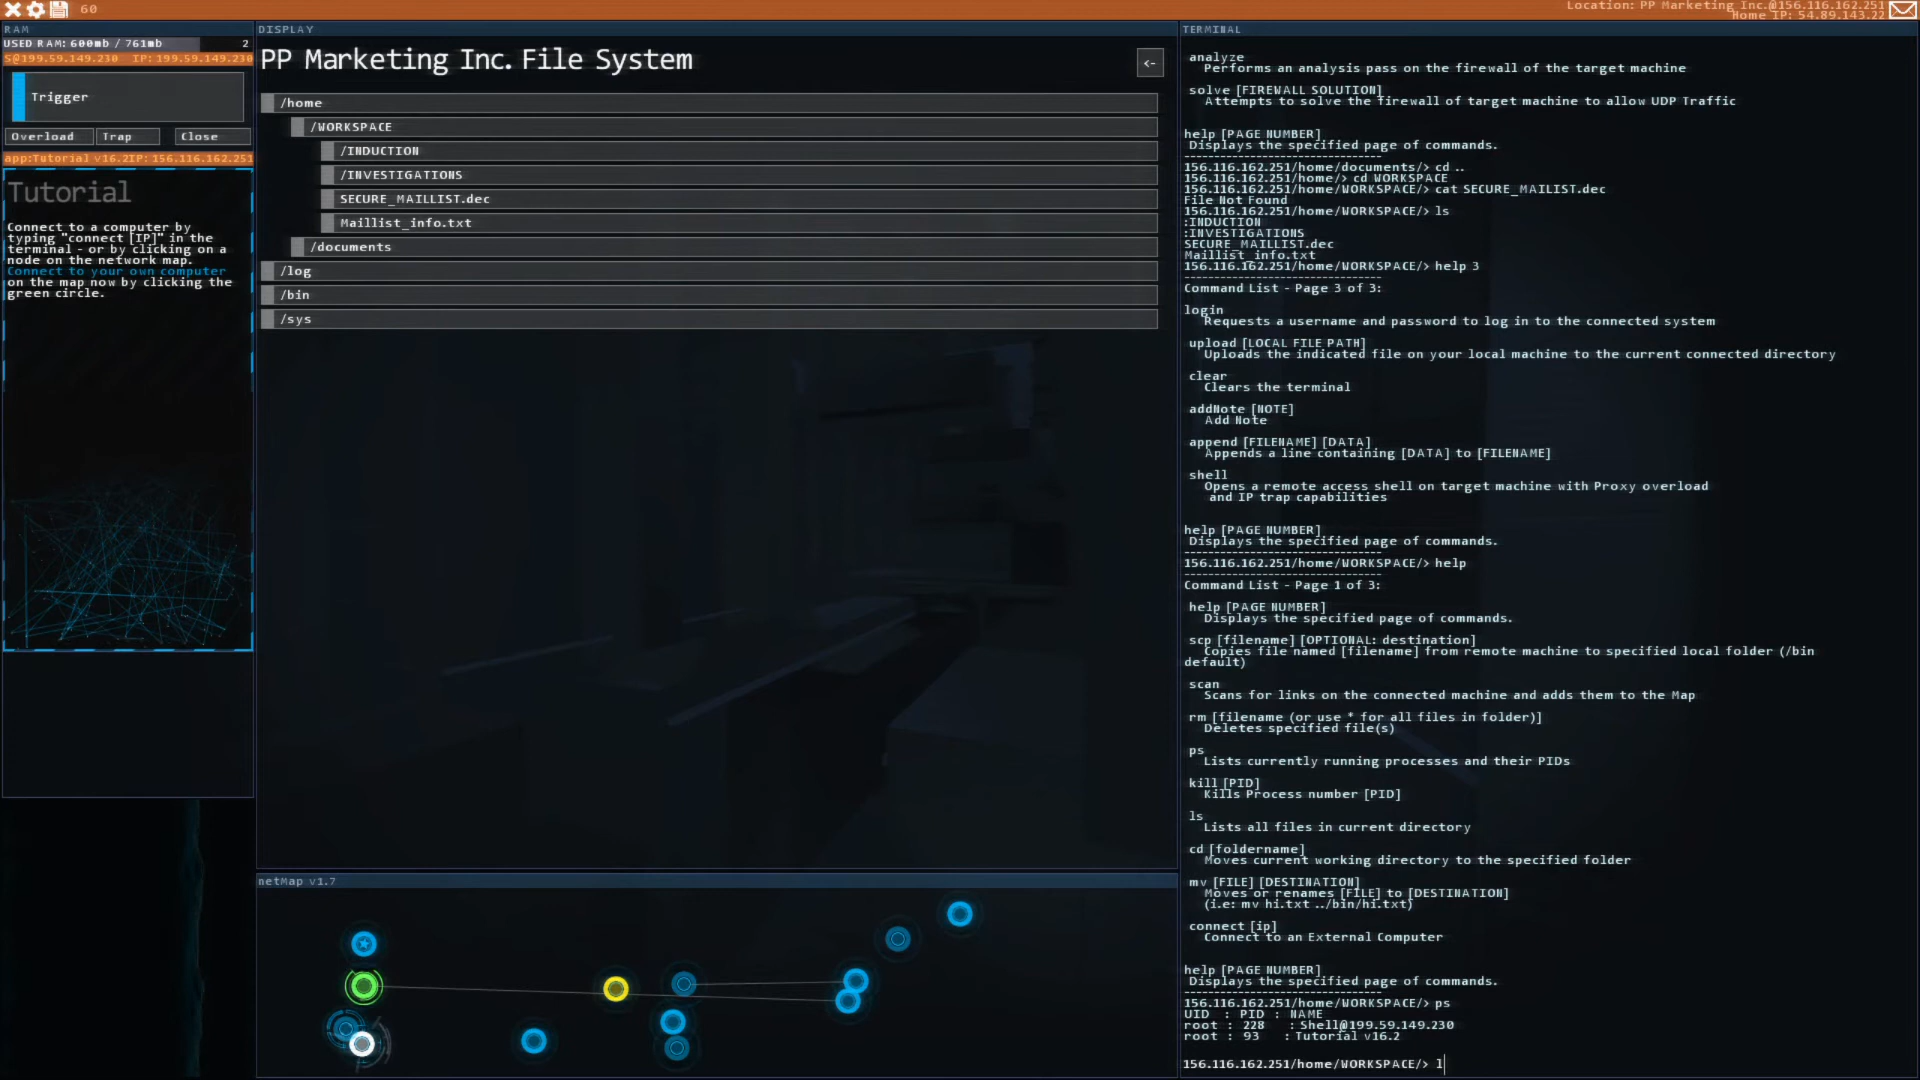 60
Location: PP Marketing Inc.@156.116.162.251
Home IP: 54.89.143.22
RAM
USED RAM: 600mb / 761mb 2
S@199.59.149.230 IP: 199.59.149.230
Trigger
Overload Trap Close
app:Tutorial v16.2IP: 156.116.162.251
Tutorial
Connect to a computer by
typing "connect [IP]" in the
terminal - or by clicking on a
node on the network map.
Connect to your own computer
on the map now by clicking the
green circle.
DISPLAY
PP Marketing Inc. File System
<-
/home
/WORKSPACE
/INDUCTION
/INVESTIGATIONS
SECURE_MAILLIST.dec
Maillist_info.txt
/documents
/log
/bin
/sys
netMap v1.7
TERMINAL
analyze
Performs an analysis pass on the firewall of the target machine
solve [FIREWALL SOLUTION]
Attempts to solve the firewall of target machine to allow UDP Traffic
help [PAGE NUMBER]
Displays the specified page of commands.
--------------------------------
156.116.162.251/home/documents/> cd ..
156.116.162.251/home/> cd WORKSPACE
156.116.162.251/home/WORKSPACE/> cat SECURE_MAILIST.dec
File Not Found
156.116.162.251/home/WORKSPACE/> ls
:INDUCTION
:INVESTIGATIONS
SECURE_MAILLIST.dec
Maillist_info.txt
156.116.162.251/home/WORKSPACE/> help 3
--------------------------------
Command List - Page 3 of 3:
login
Requests a username and password to log in to the connected system
upload [LOCAL FILE PATH]
Uploads the indicated file on your local machine to the current connected directory
clear
Clears the terminal
addNote [NOTE]
Add Note
append [FILENAME] [DATA]
Appends a line containing [DATA] to [FILENAME]
shell
Opens a remote access shell on target machine with Proxy overload
and IP trap capabilities
help [PAGE NUMBER]
Displays the specified page of commands.
--------------------------------
156.116.162.251/home/WORKSPACE/> help
--------------------------------
Command List - Page 1 of 3:
help [PAGE NUMBER]
Displays the specified page of commands.
scp [filename] [OPTIONAL: destination]
Copies file named [filename] from remote machine to specified local folder (/bin
default)
scan
Scans for links on the connected machine and adds them to the Map
rm [filename (or use * for all files in folder)]
Deletes specified file(s)
ps
Lists currently running processes and their PIDs
kill [PID]
Kills Process number [PID]
ls
Lists all files in current directory
cd [foldername]
Moves current working directory to the specified folder
mv [FILE] [DESTINATION]
Moves or renames [FILE] to [DESTINATION]
(i.e: mv hi.txt ../bin/hi.txt)
connect [ip]
Connect to an External Computer
help [PAGE NUMBER]
Displays the specified page of commands.
--------------------------------
156.116.162.251/home/WORKSPACE/> ps
UID : PID : NAME
root : 228 : Shell@199.59.149.230
root : 93 : Tutorial v16.2
156.116.162.251/home/WORKSPACE/> l